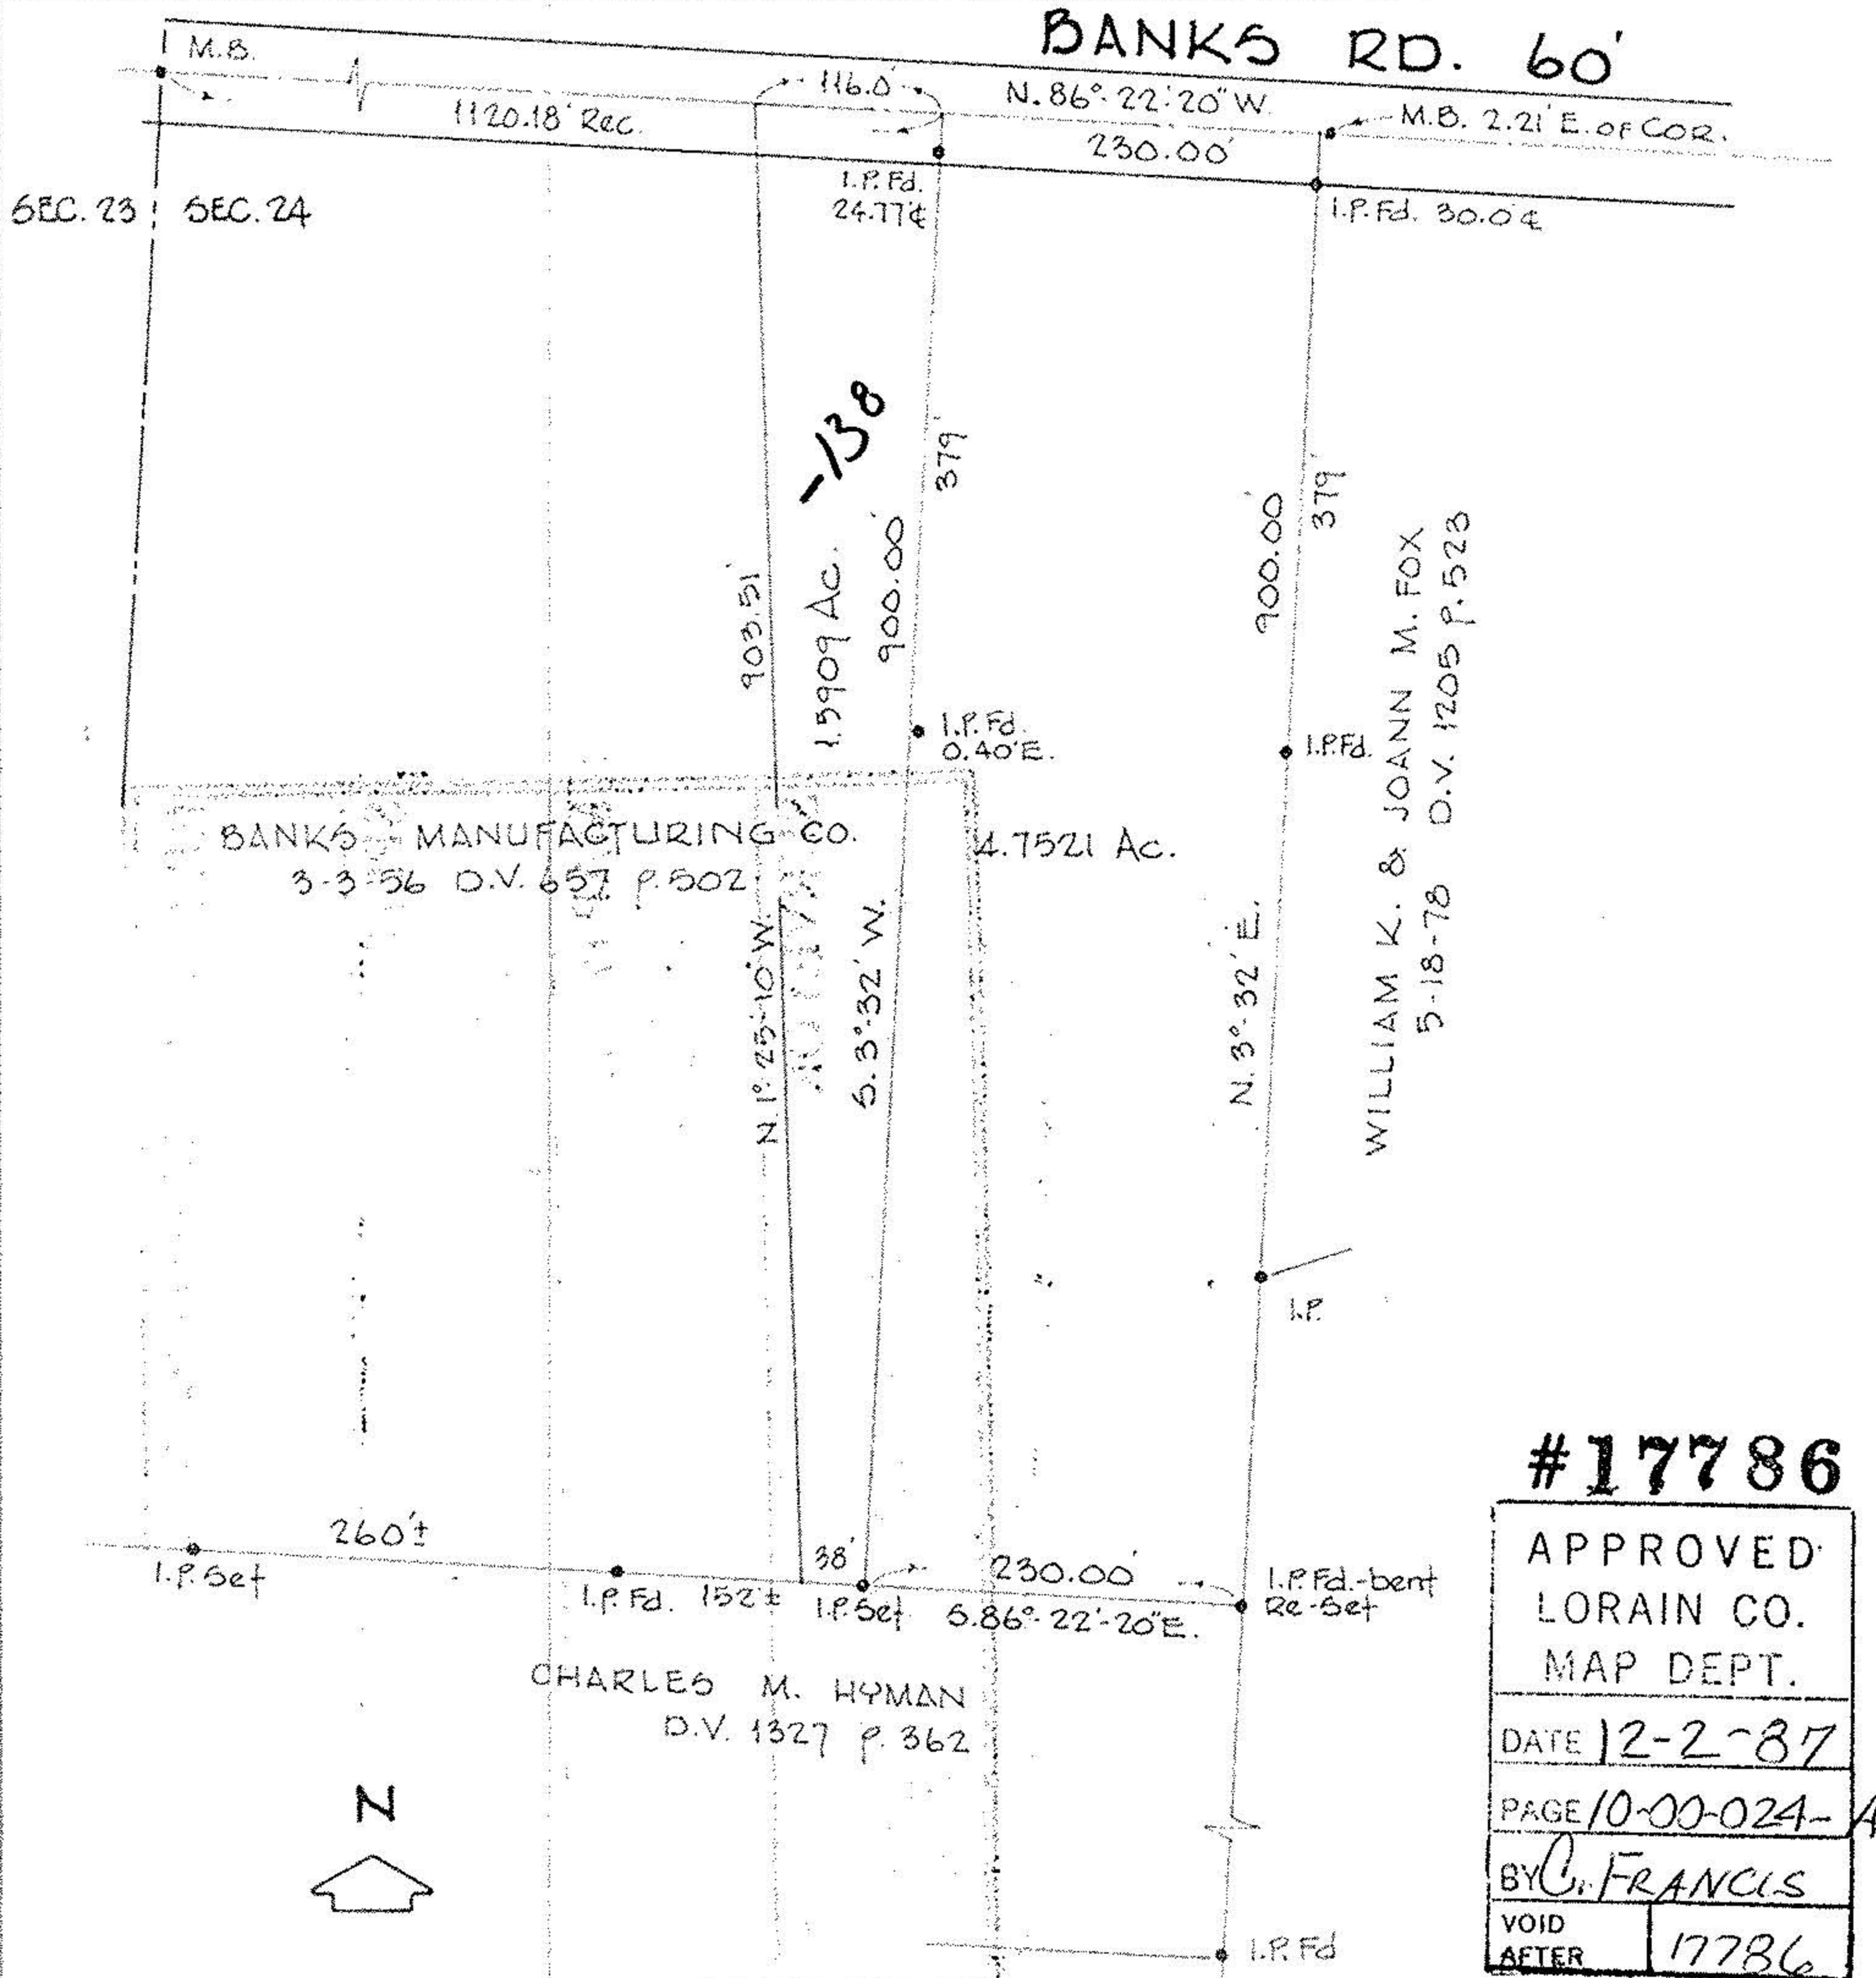 BANKS RD. 60'
M.B.
116.0'
N. 86°-22'-20" W.
M.B. 2.21' E. OF COR.
1120.18' Rec.
230.00'
I.P. Fd.
24.77' ℄
I.P. Fd. 30.0' ℄
SEC. 23
SEC. 24
-138
379'
379'
903.51'
1.5909 Ac.
900.00'
900.00'
WILLIAM K. & JOANN M. FOX
5-18-78 D.V. 1205 P. 523
I.P. Fd.
0.40' E.
I.P. Fd.
BANKS MANUFACTURING CO.
3-3-56 D.V. 657 P. 502
4.7521 Ac.
N. 1°-25'-10" W.
S. 3°-32' W.
N. 3°-32' E.
I.P.
260'±
I.P. Set
I.P. Fd.
152'±
38'
I.P. Set
230.00'
S. 86°-22'-20" E.
I.P. Fd.-bent
Re-Set
CHARLES M. HYMAN
D.V. 1327 P. 362
N
I.P. Fd
#17786
APPROVED
LORAIN CO.
MAP DEPT.
DATE 12-2-87
PAGE 10-00-024-A
BY C. FRANCIS
VOID
AFTER 17786